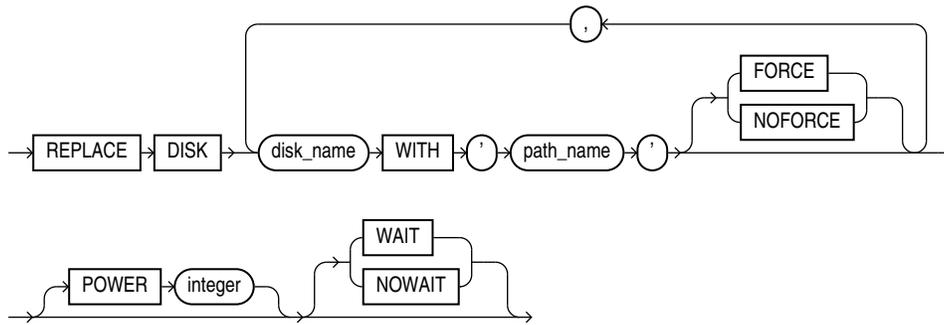 ,
FORCE
NOFORCE
REPLACE DISK disk_name WITH ' path_name '
POWER integer
WAIT
NOWAIT